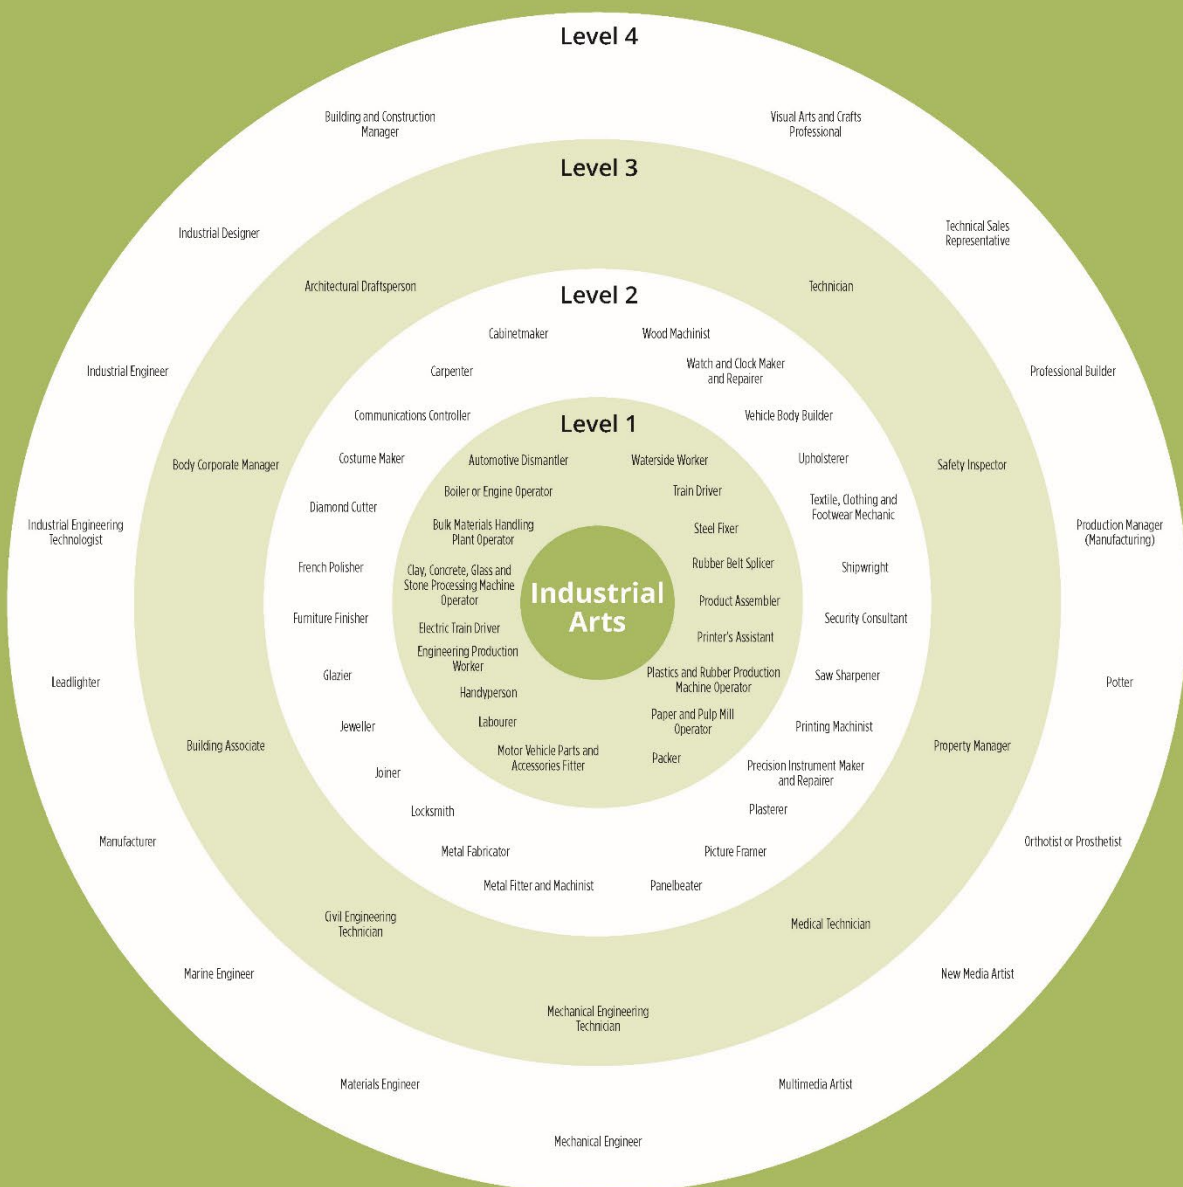 Level 4
Building and Construction
Manager
Visual Arts and Crafts
Professional
Industrial Designer
Technical Sales
Representative
Industrial Engineer
Professional Builder
Industrial Engineering
Technologist
Production Manager
(Manufacturing)
Leadlighter
Potter
Manufacturer
Orthotist or Prosthetist
Marine Engineer
New Media Artist
Materials Engineer
Multimedia Artist
Mechanical Engineer
Level 3
Architectural Draftsperson
Technician
Body Corporate Manager
Safety Inspector
Building Associate
Property Manager
Civil Engineering
Technician
Medical Technician
Mechanical Engineering
Technician
Level 2
Cabinetmaker
Wood Machinist
Carpenter
Watch and Clock Maker
and Repairer
Communications Controller
Vehicle Body Builder
Costume Maker
Upholsterer
Diamond Cutter
Textile, Clothing and
Footwear Mechanic
French Polisher
Shipwright
Furniture Finisher
Security Consultant
Glazier
Saw Sharpener
Jeweller
Printing Machinist
Joiner
Precision Instrument Maker
and Repairer
Locksmith
Plasterer
Metal Fabricator
Picture Framer
Metal Fitter and Machinist
Panelbeater
Level 1
Automotive Dismantler
Waterside Worker
Boiler or Engine Operator
Train Driver
Bulk Materials Handling
Plant Operator
Steel Fixer
Clay, Concrete, Glass and
Stone Processing Machine
Operator
Rubber Belt Splicer
Product Assembler
Electric Train Driver
Printer's Assistant
Engineering Production
Worker
Plastics and Rubber Production
Machine Operator
Handyperson
Labourer
Paper and Pulp Mill
Operator
Motor Vehicle Parts and
Accessories Fitter
Packer
Industrial
Arts